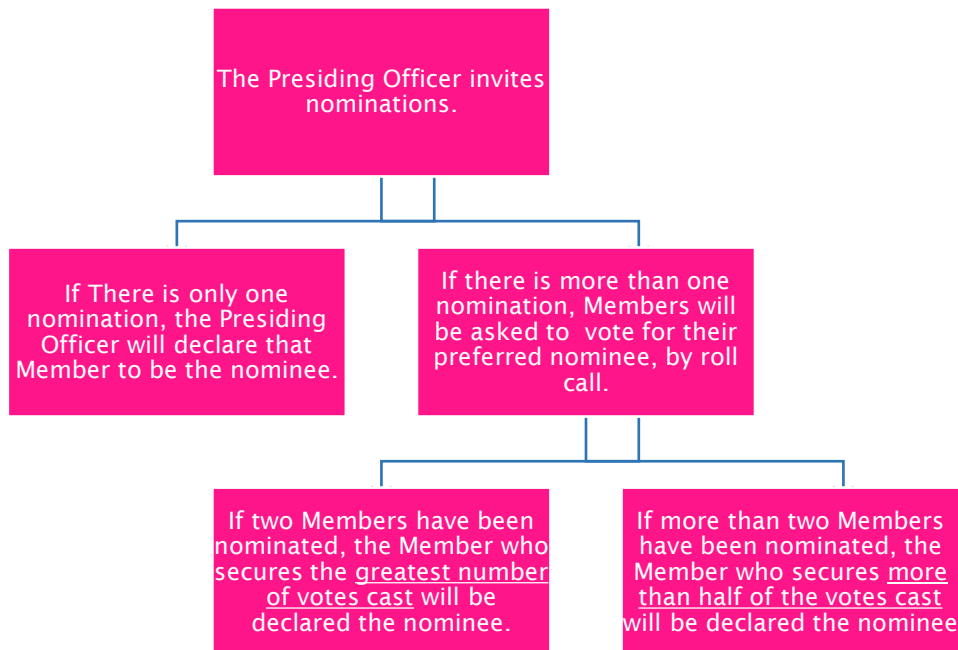 The Presiding Officer invites
nominations.
If There is only one
nomination, the Presiding
Officer will declare that
Member to be the nominee.
If there is more than one
nomination, Members will
be asked to  vote for their
preferred nominee, by roll
call.
If two Members have been
nominated, the Member who
secures the greatest number
of votes cast will be
declared the nominee.
If more than two Members
have been nominated, the
Member who secures more
than half of the votes cast
will be declared the nominee